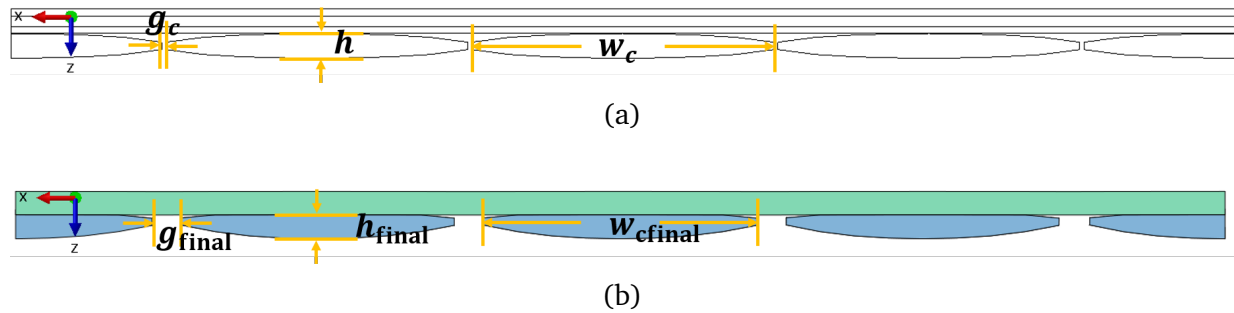 x
g_c
h
w_c
z
(a)
x
g_final
h_final
w_cfinal
z
(b)